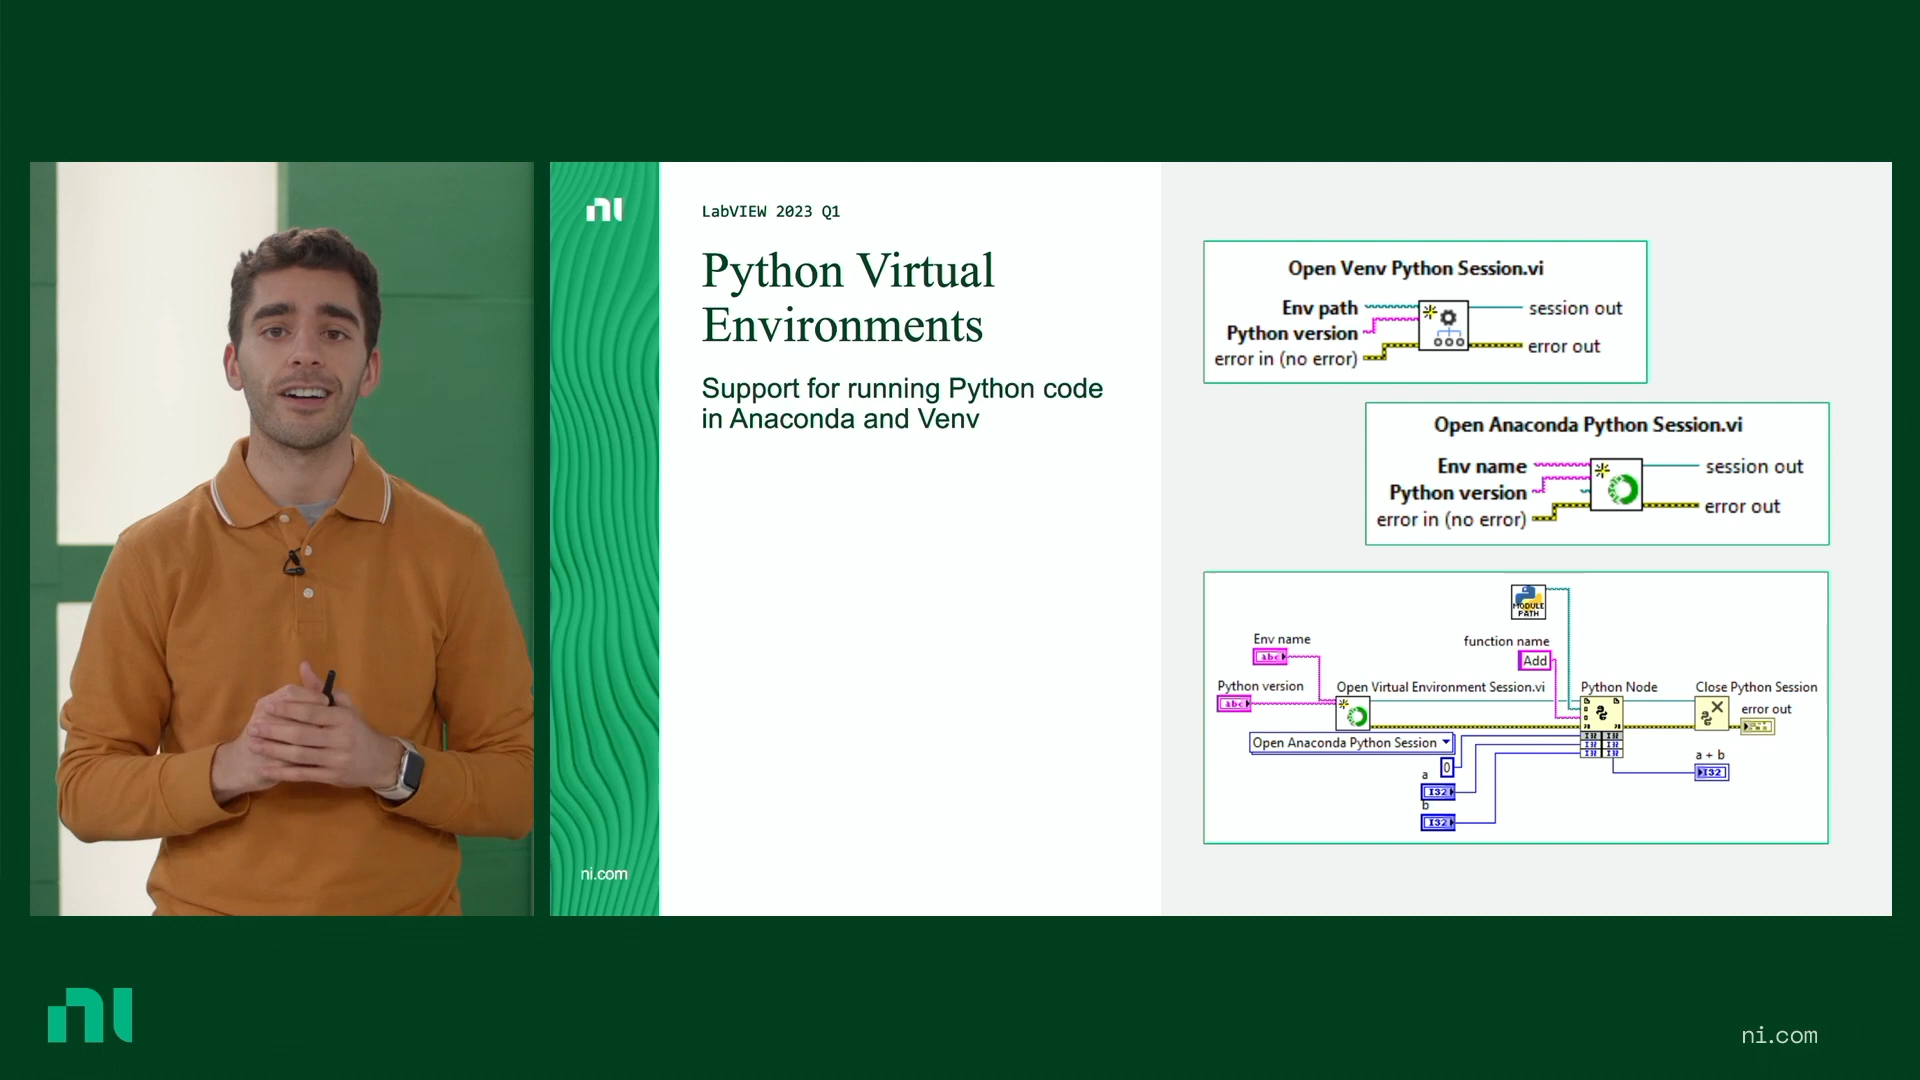 ni
LabVIEW 2023 Q1
Python Virtual
Environments
Support for running Python code
in Anaconda and Venv
ni.com
Open Venv Python Session.vi
Env path
Python version
error in (no error)
session out
error out
Open Anaconda Python Session.vi
Env name
Python version
error in (no error)
session out
error out
MODULE
PATH
Env name
abc
function name
Add
Python version
abc
Open Virtual Environment Session.vi
Python Node
Close Python Session
error out
Open Anaconda Python Session
0
a
I32
b
I32
a + b
I32
ni
ni.com